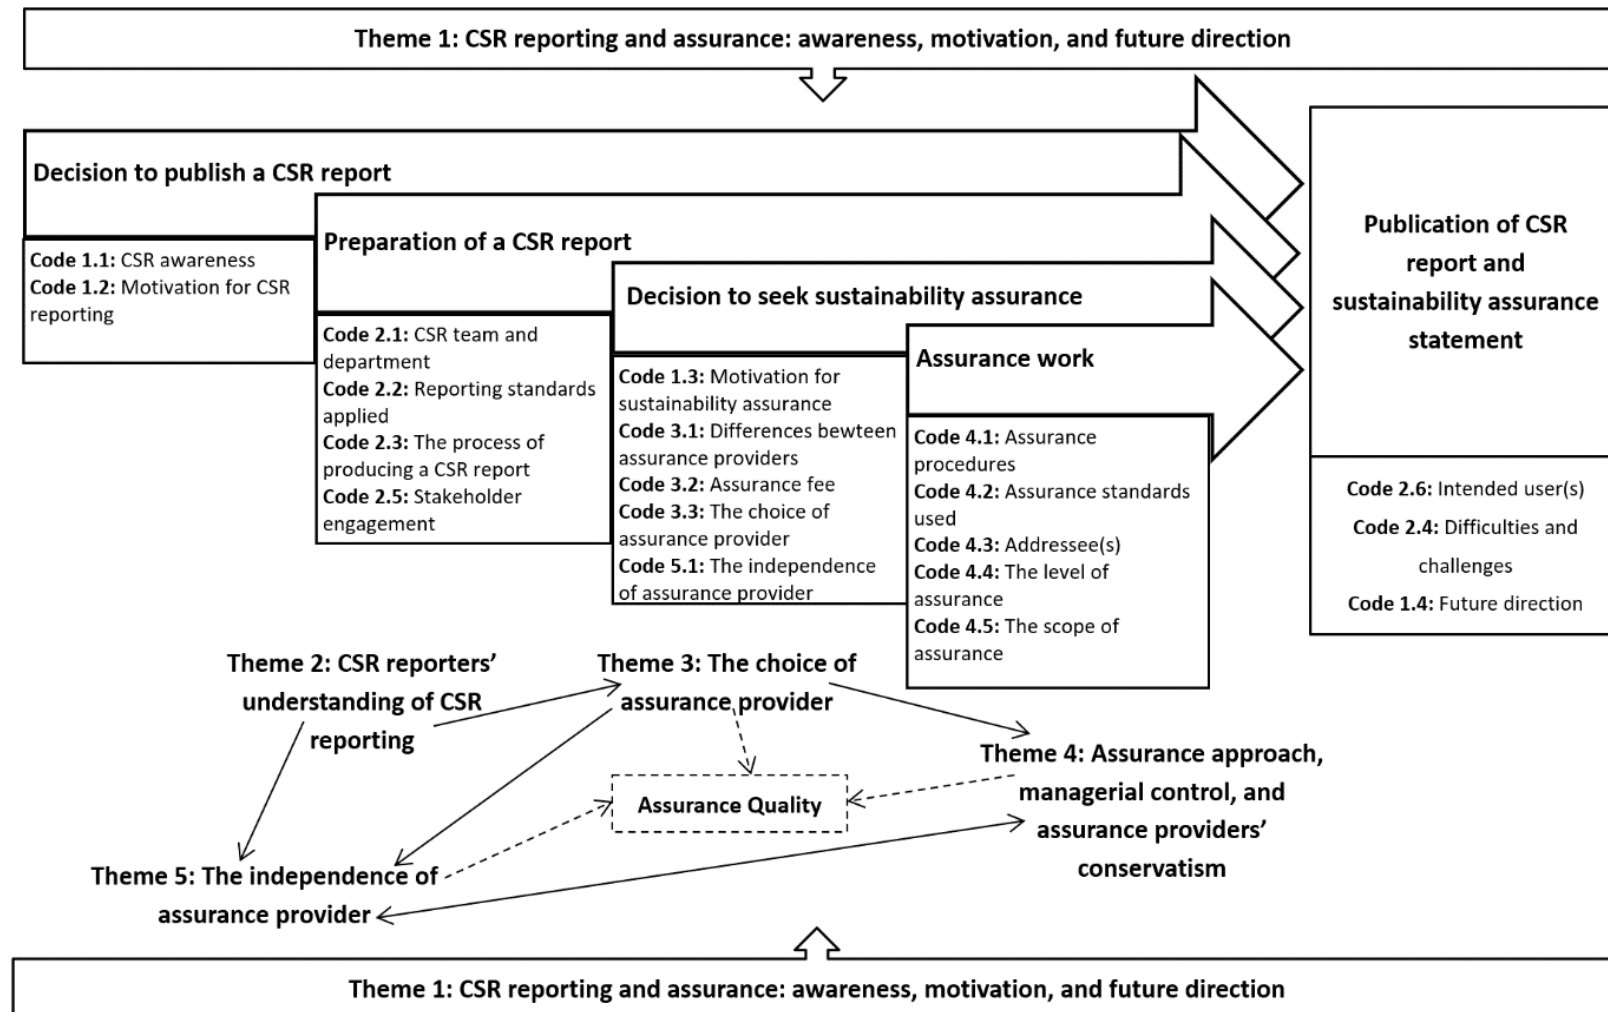 Theme 1: CSR reporting and assurance: awareness, motivation, and future direction
Decision to publish a CSR report
Code 1.1: CSR awareness
Code 1.2: Motivation for CSR
reporting
Preparation of a CSR report
Code 2.1: CSR team and
department
Code 2.2: Reporting standards
applied
Code 2.3: The process of
producing a CSR report
Code 2.5: Stakeholder
engagement
Decision to seek sustainability assurance
Code 1.3: Motivation for
sustainability assurance
Code 3.1: Differences bewteen
assurance providers
Code 3.2: Assurance fee
Code 3.3: The choice of
assurance provider
Code 5.1: The independence
of assurance provider
Assurance work
Code 4.1: Assurance
procedures
Code 4.2: Assurance standards
used
Code 4.3: Addressee(s)
Code 4.4: The level of
assurance
Code 4.5: The scope of
assurance
Publication of CSR
report and
sustainability assurance
statement
Code 2.6: Intended user(s)
Code 2.4: Difficulties and
challenges
Code 1.4: Future direction
Theme 2: CSR reporters’
understanding of CSR
reporting
Theme 3: The choice of
assurance provider
Theme 4: Assurance approach,
managerial control, and
assurance providers’
conservatism
Assurance Quality
Theme 5: The independence of
assurance provider
Theme 1: CSR reporting and assurance: awareness, motivation, and future direction